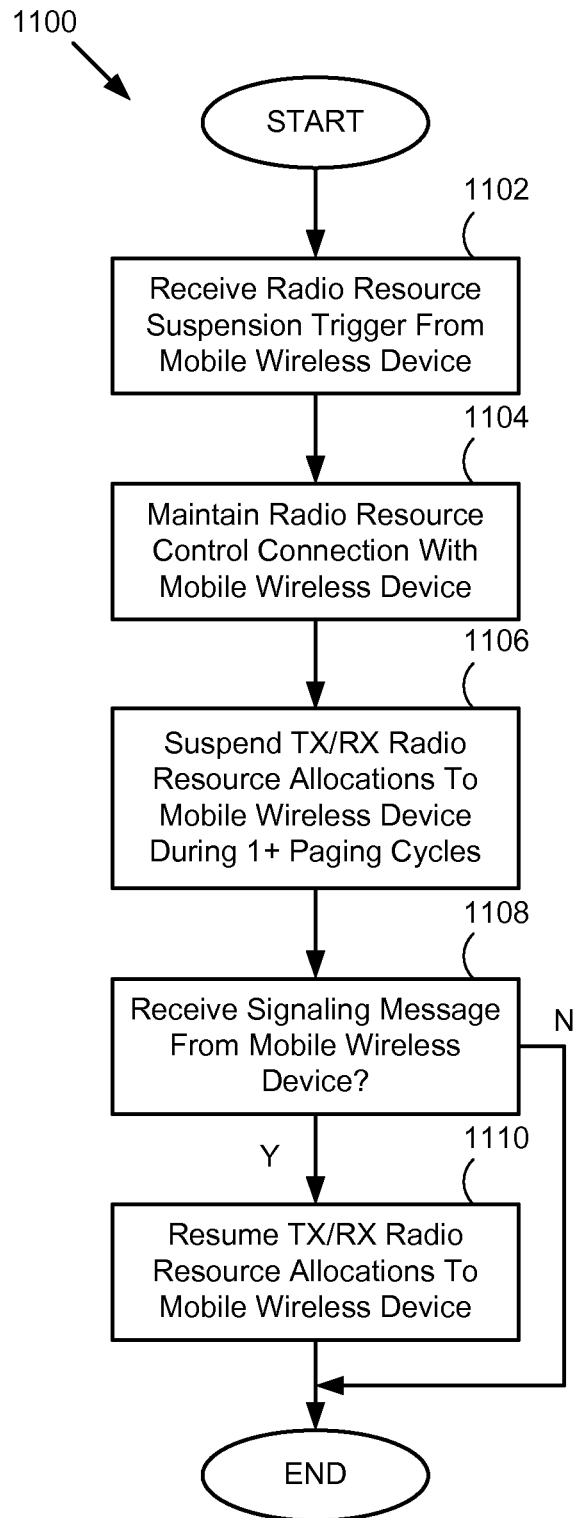 1100
START
1102
Receive Radio Resource
Suspension Trigger From
Mobile Wireless Device
1104
Maintain Radio Resource
Control Connection With
Mobile Wireless Device
1106
Suspend TX/RX Radio
Resource Allocations To
Mobile Wireless Device
During 1+ Paging Cycles
1108
Receive Signaling Message
From Mobile Wireless
Device?
N
Y
1110
Resume TX/RX Radio
Resource Allocations To
Mobile Wireless Device
END